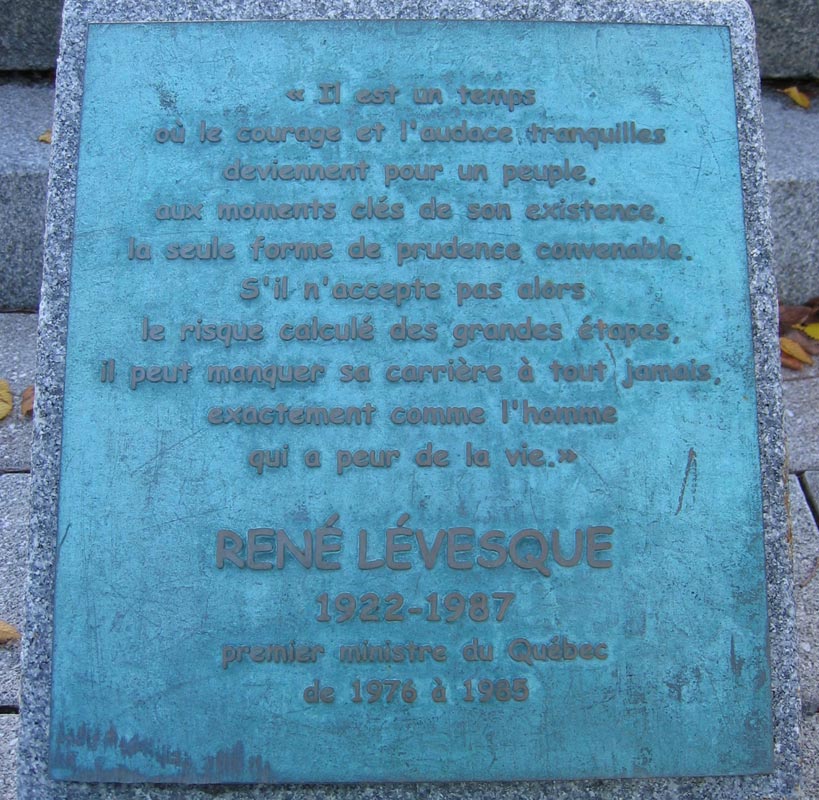 « Il est un temps
où le courage et l'audace tranquilles
deviennent pour un peuple,
aux moments clés de son existence,
la seule forme de prudence convenable.
S'il n'accepte pas alors
le risque calculé des grandes étapes,
il peut manquer sa carrière à tout jamais,
exactement comme l'homme
qui a peur de la vie.»
RENÉ LÉVESQUE
1922-1987
premier ministre du Québec
de 1976 à 1985